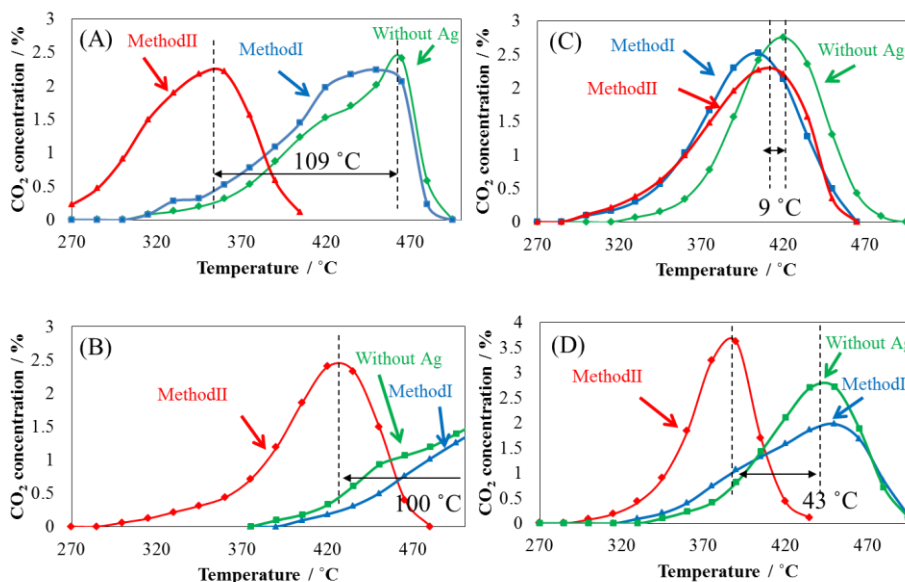 (A)
CO₂ concentration / %
3
2.5
2
1.5
1
0.5
0
MethodII
MethodI
Without Ag
109 ˚C
270 320 370 420 470
Temperature / ˚C
(C)
CO₂ concentration / %
3
2.5
2
1.5
1
0.5
0
MethodI
MethodII
Without Ag
9 ˚C
270 320 370 420 470
Temperature / ˚C
(B)
CO₂ concentration / %
3
2.5
2
1.5
1
0.5
0
MethodII
Without Ag
MethodI
100 ˚C
270 320 370 420 470
Temperature / ˚C
(D)
CO₂ concentration / %
4
3.5
3
2.5
2
1.5
1
0.5
0
MethodII
Without Ag
MethodI
43 ˚C
270 320 370 420 470
Temperature / ˚C